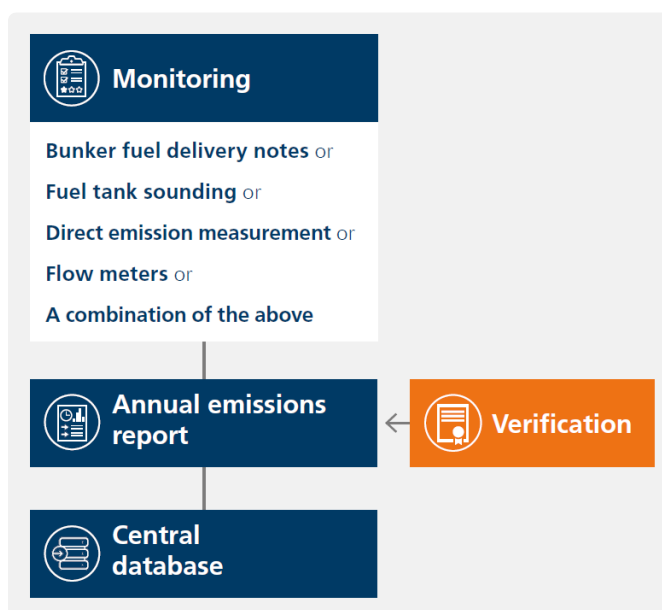 Monitoring
Bunker fuel delivery notes or
Fuel tank sounding or
Direct emission measurement or
Flow meters or
A combination of the above
Annual emissions
report
Verification
Central
database